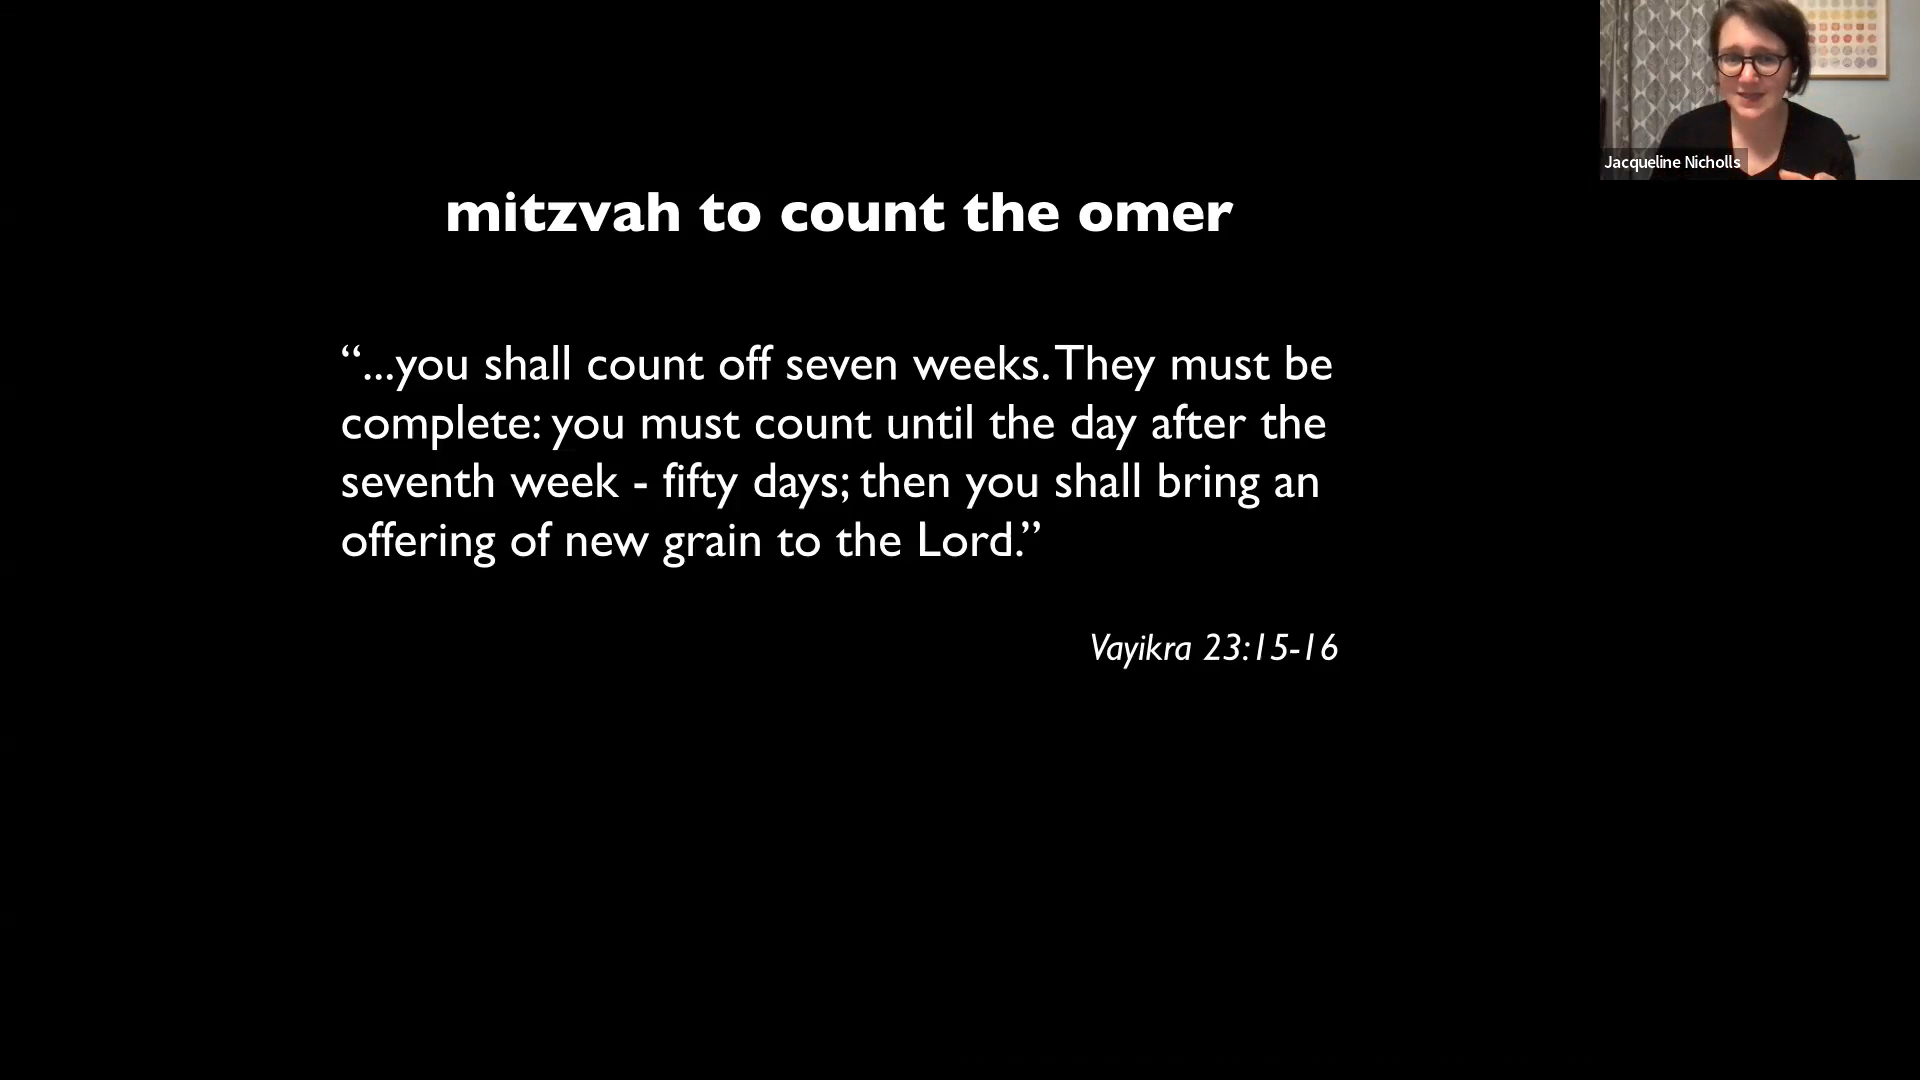 Jacqueline Nicholls
mitzvah to count the omer
“...you shall count off seven weeks. They must be
complete: you must count until the day after the
seventh week - fifty days; then you shall bring an
offering of new grain to the Lord.”
Vayikra 23:15-16